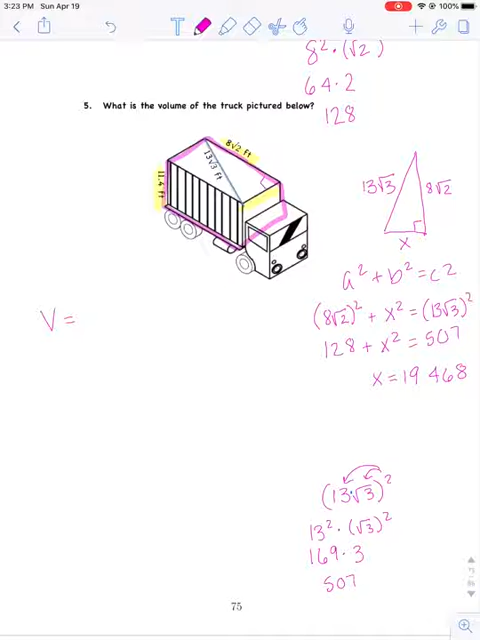 3:23 PM Sun Apr 19
100%
8² · (√2)
64 · 2
128
5. What is the volume of the truck pictured below?
8√2 Ft
13√3 Ft
11.4 Ft
13√3
8√2
x
a² + b² = c2
(8√2)² + x² = (13√3)²
128 + x² = 507
x = 19 468
V =
(13·√3)²
13² · (√3)²
169 · 3
507
75